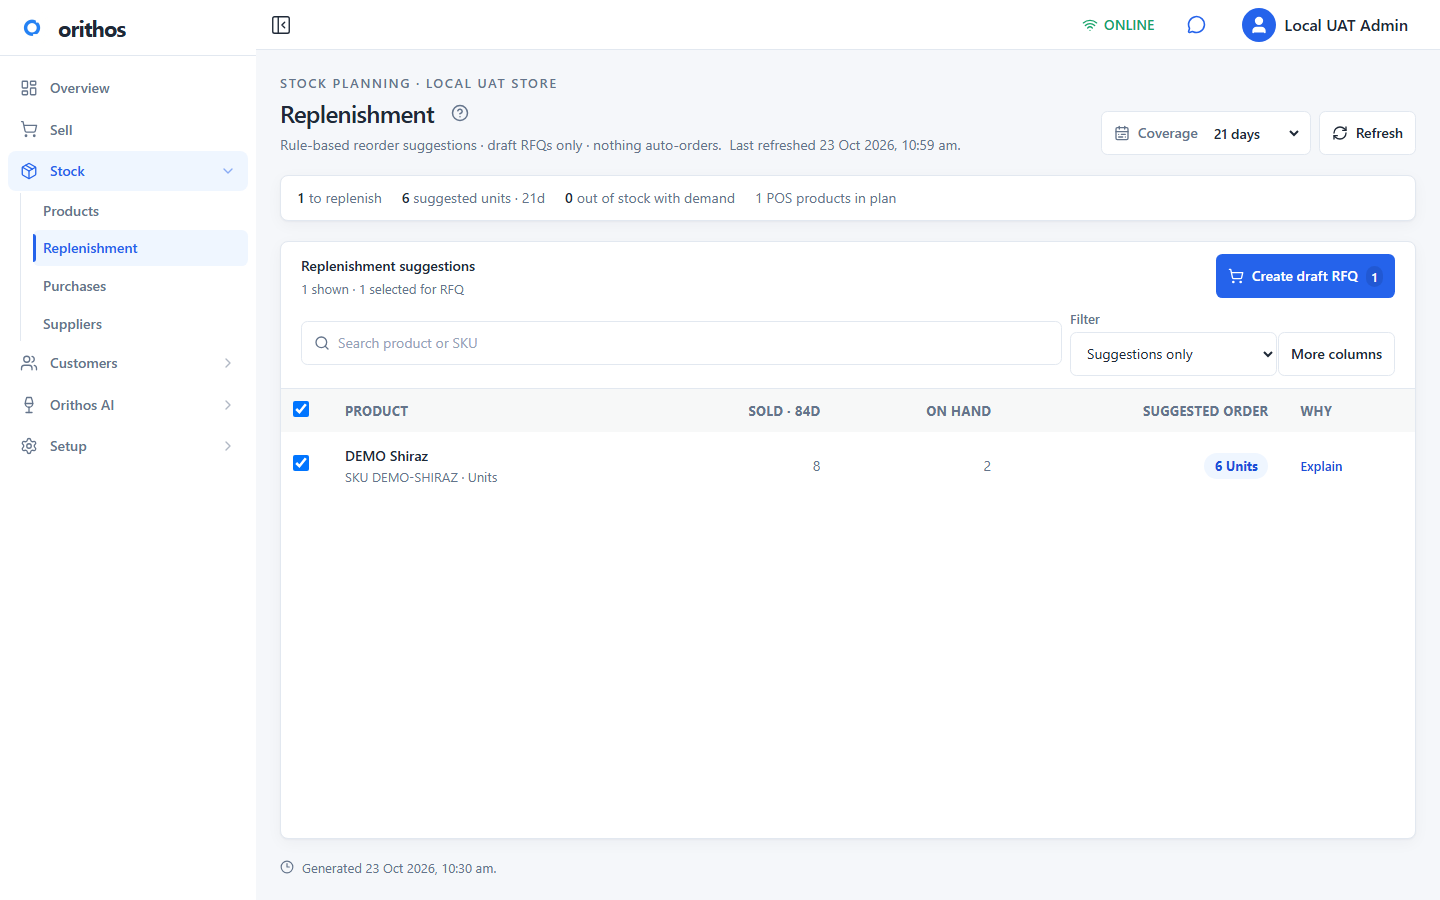 orithos
ONLINE
Local UAT Admin
Overview
Sell
Stock
Products
Replenishment
Purchases
Suppliers
Customers
Orithos AI
Setup
STOCK PLANNING · LOCAL UAT STORE
Replenishment
Rule-based reorder suggestions · draft RFQs only · nothing auto-orders. Last refreshed 23 Oct 2026, 10:59 am.
Coverage 21 days
Refresh
1 to replenish 6 suggested units · 21d 0 out of stock with demand 1 POS products in plan
Replenishment suggestions
1 shown · 1 selected for RFQ
Create draft RFQ 1
Search product or SKU
Filter
Suggestions only
More columns
PRODUCT SOLD · 84D ON HAND SUGGESTED ORDER WHY
DEMO Shiraz
SKU DEMO-SHIRAZ · Units
8 2 6 Units Explain
Generated 23 Oct 2026, 10:30 am.